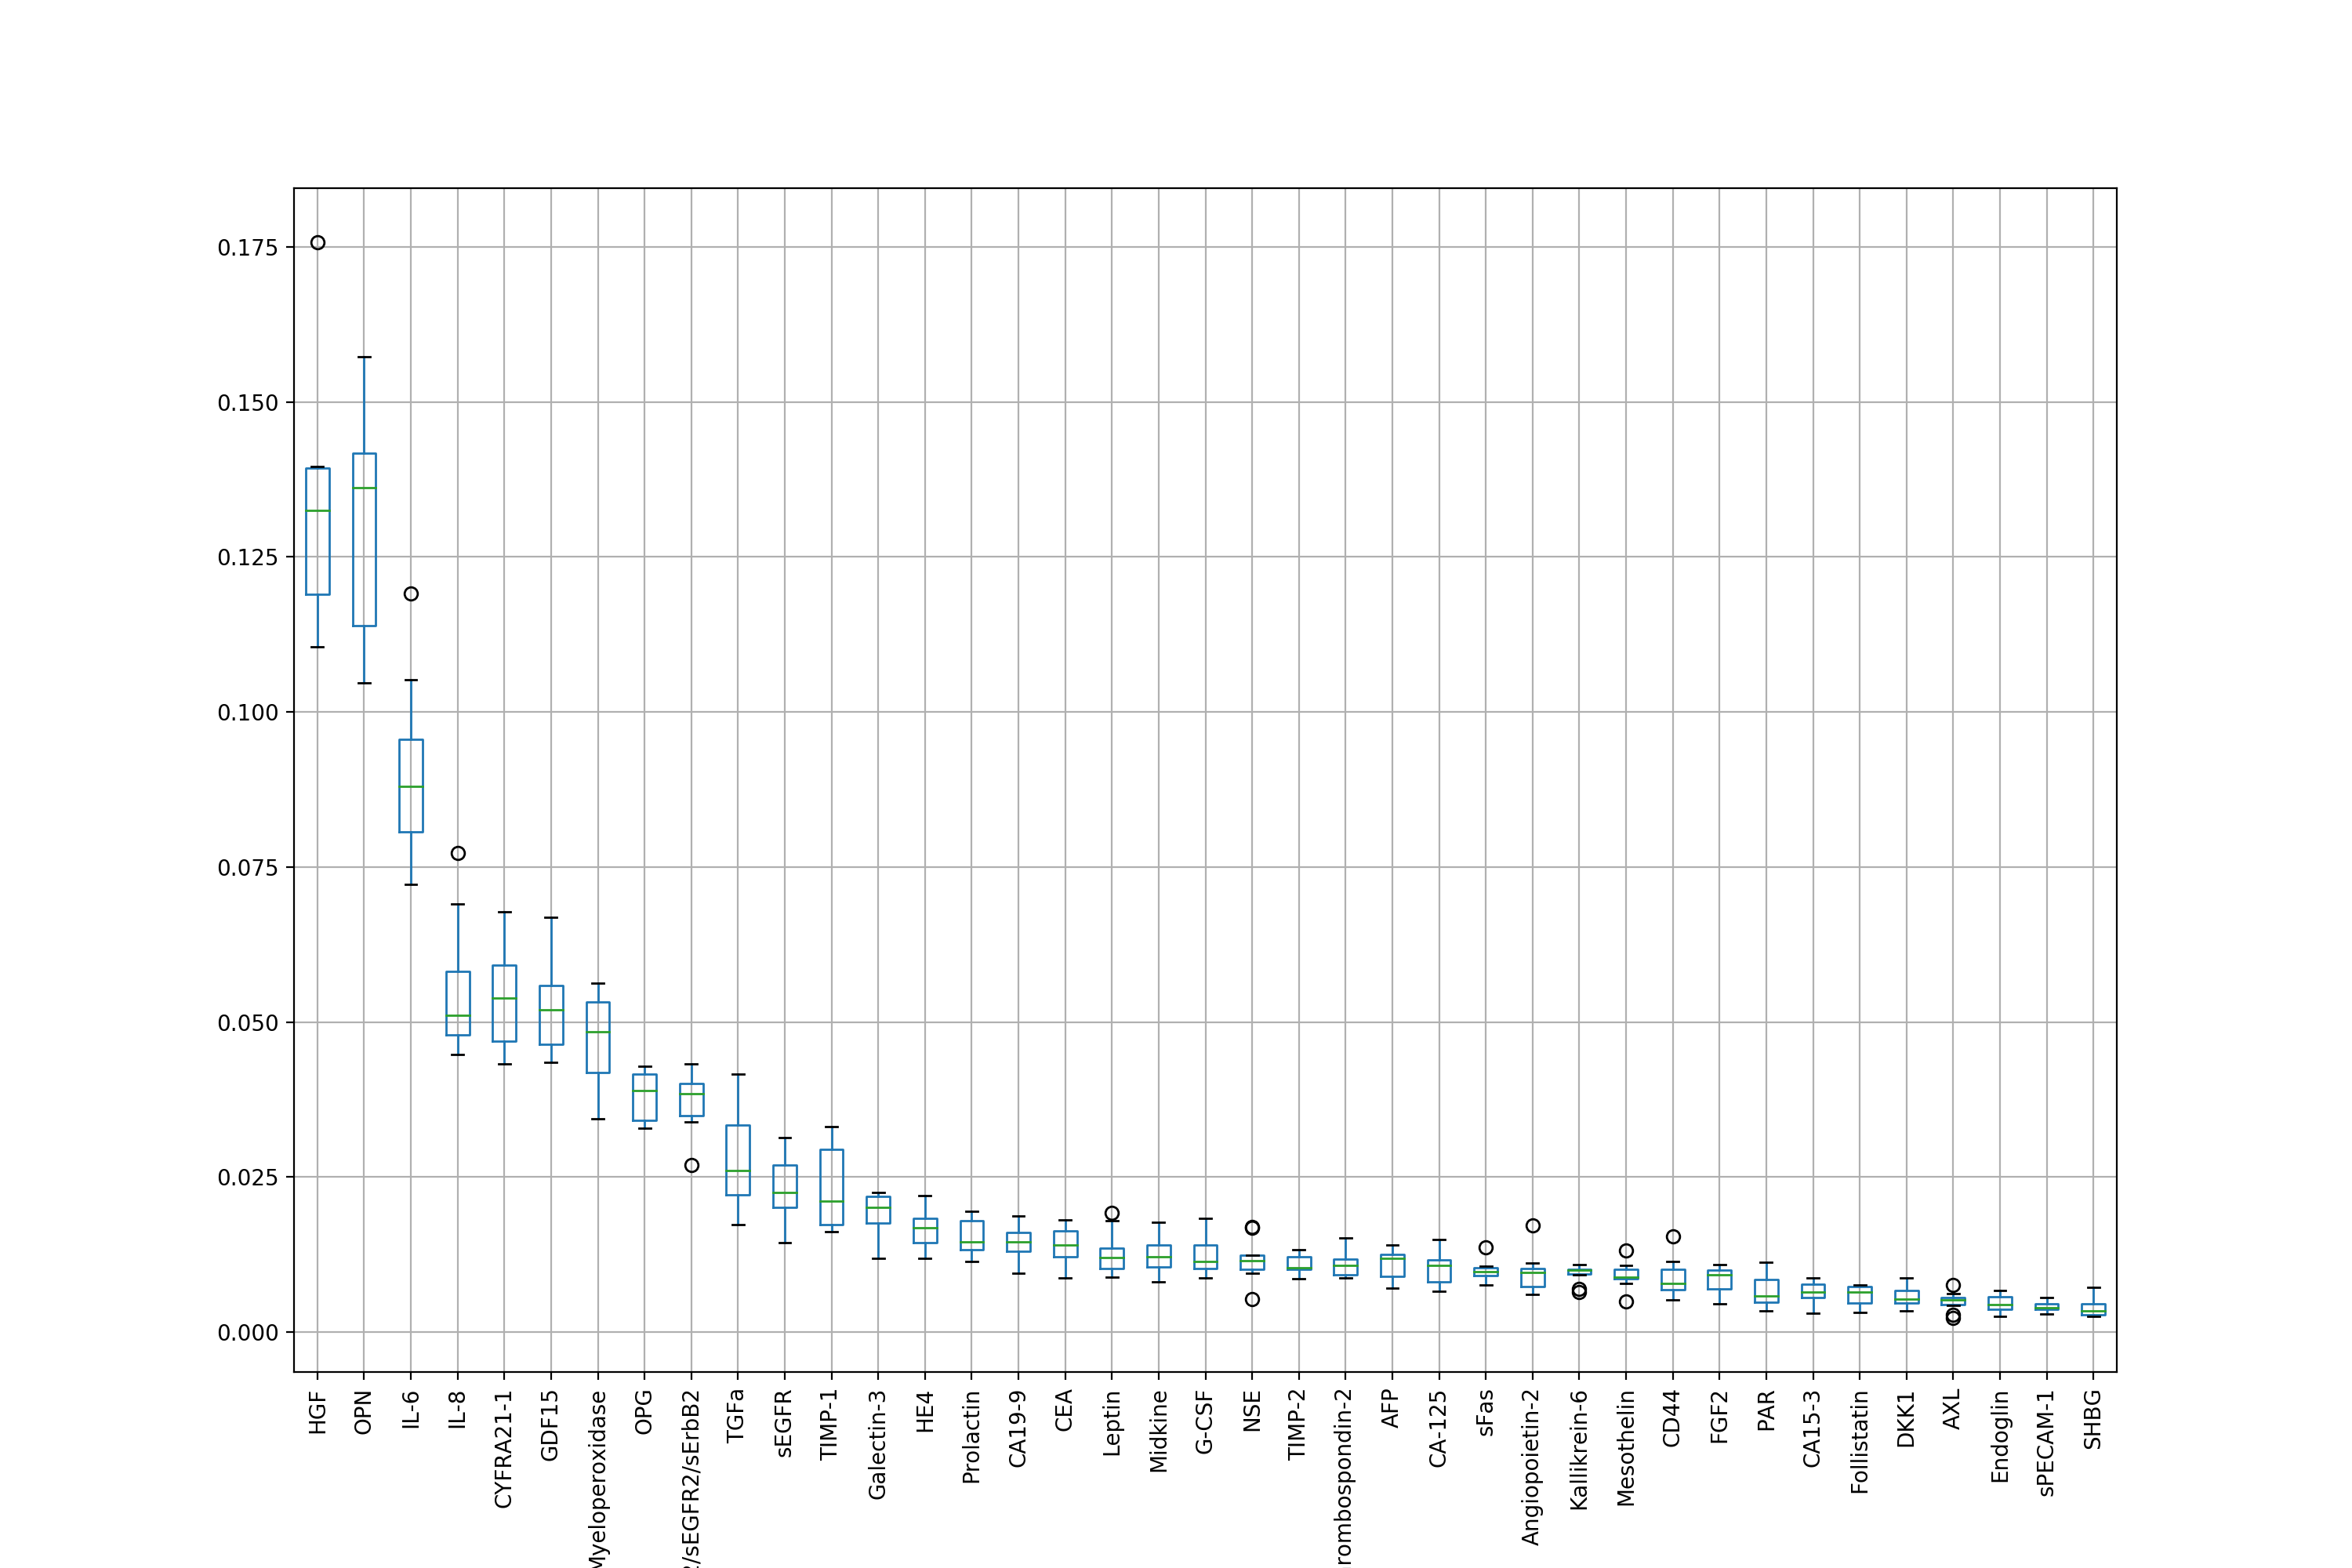 0.175
0.150
0.125
0.100
0.075
0.050
0.025
0.000
HGF
OPN
IL-6
IL-8
CYFRA21-1
GDF15
Myeloperoxidase
OPG
/sEGFR2/sErbB2
TGFa
sEGFR
TIMP-1
Galectin-3
HE4
Prolactin
CA19-9
CEA
Leptin
Midkine
G-CSF
NSE
TIMP-2
rombospondin-2
AFP
CA-125
sFas
Angiopoietin-2
Kallikrein-6
Mesothelin
CD44
FGF2
PAR
CA15-3
Follistatin
DKK1
AXL
Endoglin
sPECAM-1
SHBG